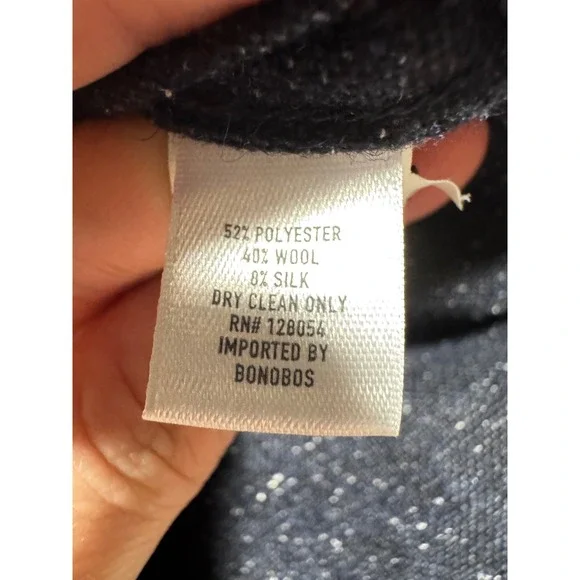 52% POLYESTER
40% WOOL
8% SILK
DRY CLEAN ONLY
RN# 128054
IMPORTED BY
BONOBOS